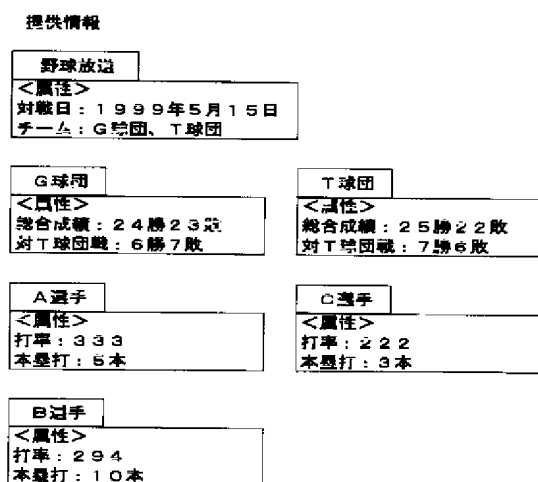 提供情報
野球放送
<属性>
対戦日：1999年5月15日
チーム：G球団、T球団
G球団
<属性>
総合成績：24勝23敗
対T球団戦：6勝7敗
T球団
<属性>
総合成績：25勝22敗
対T球団戦：7勝6敗
A選手
<属性>
打率：333
本塁打：5本
C選手
<属性>
打率：222
本塁打：3本
B選手
<属性>
打率：294
本塁打：10本